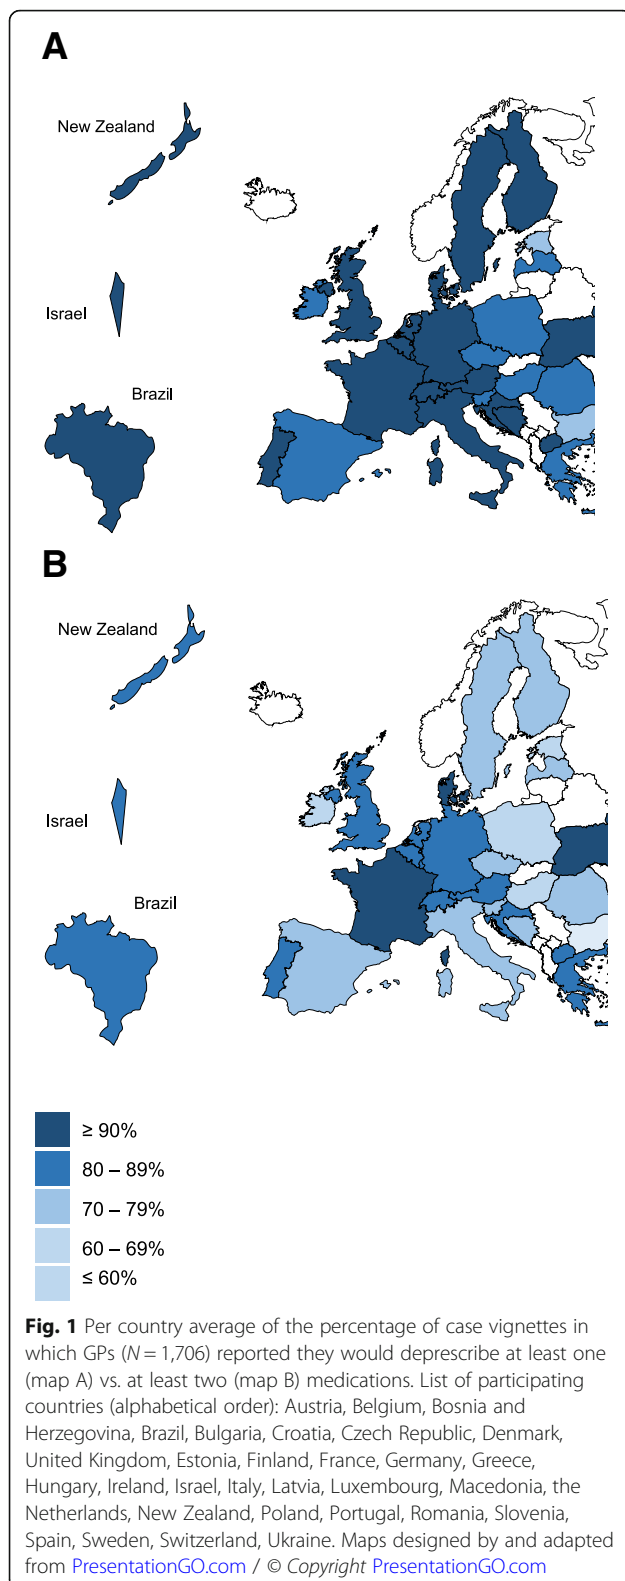 A
New Zealand
Israel
Brazil
B
New Zealand
Israel
Brazil
≥ 90%
80 – 89%
70 – 79%
60 – 69%
≤ 60%
Fig. 1 Per country average of the percentage of case vignettes in
which GPs (N = 1,706) reported they would deprescribe at least one
(map A) vs. at least two (map B) medications. List of participating
countries (alphabetical order): Austria, Belgium, Bosnia and
Herzegovina, Brazil, Bulgaria, Croatia, Czech Republic, Denmark,
United Kingdom, Estonia, Finland, France, Germany, Greece,
Hungary, Ireland, Israel, Italy, Latvia, Luxembourg, Macedonia, the
Netherlands, New Zealand, Poland, Portugal, Romania, Slovenia,
Spain, Sweden, Switzerland, Ukraine. Maps designed by and adapted
from PresentationGO.com / © Copyright PresentationGO.com